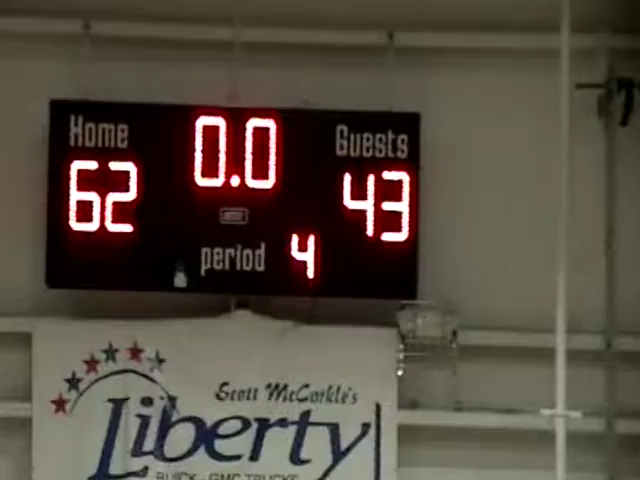 Home 0.0 Guests
62 43
period 4
Scott McCorkle's
Liberty
BUICK - GMC TRUCKS